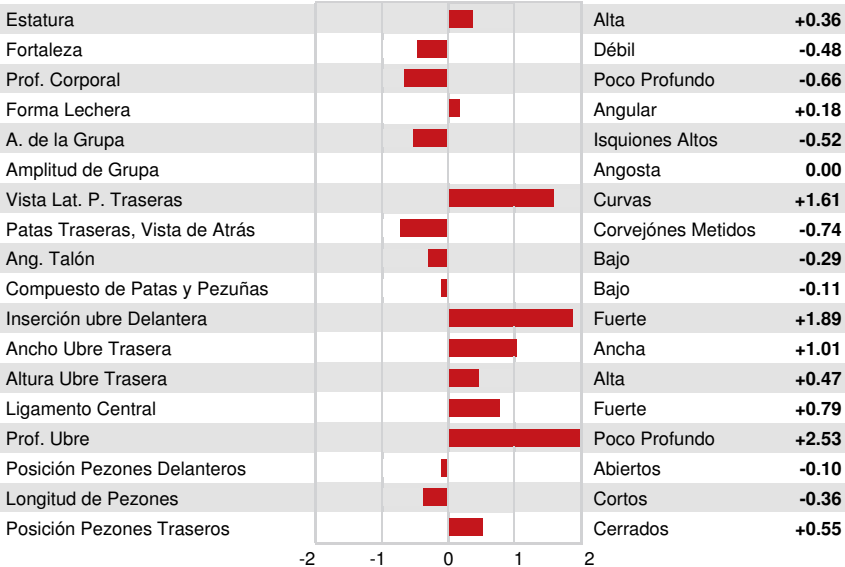 Estatura Alta +0.36
Fortaleza Débil -0.48
Prof. Corporal Poco Profundo -0.66
Forma Lechera Angular +0.18
A. de la Grupa Isquiones Altos -0.52
Amplitud de Grupa Angosta 0.00
Vista Lat. P. Traseras Curvas +1.61
Patas Traseras, Vista de Atrás Corvejónes Metidos -0.74
Ang. Talón Bajo -0.29
Compuesto de Patas y Pezuñas Bajo -0.11
Inserción ubre Delantera Fuerte +1.89
Ancho Ubre Trasera Ancha +1.01
Altura Ubre Trasera Alta +0.47
Ligamento Central Fuerte +0.79
Prof. Ubre Poco Profundo +2.53
Posición Pezones Delanteros Abiertos -0.10
Longitud de Pezones Cortos -0.36
Posición Pezones Traseros Cerrados +0.55
-2 -1 0 1 2